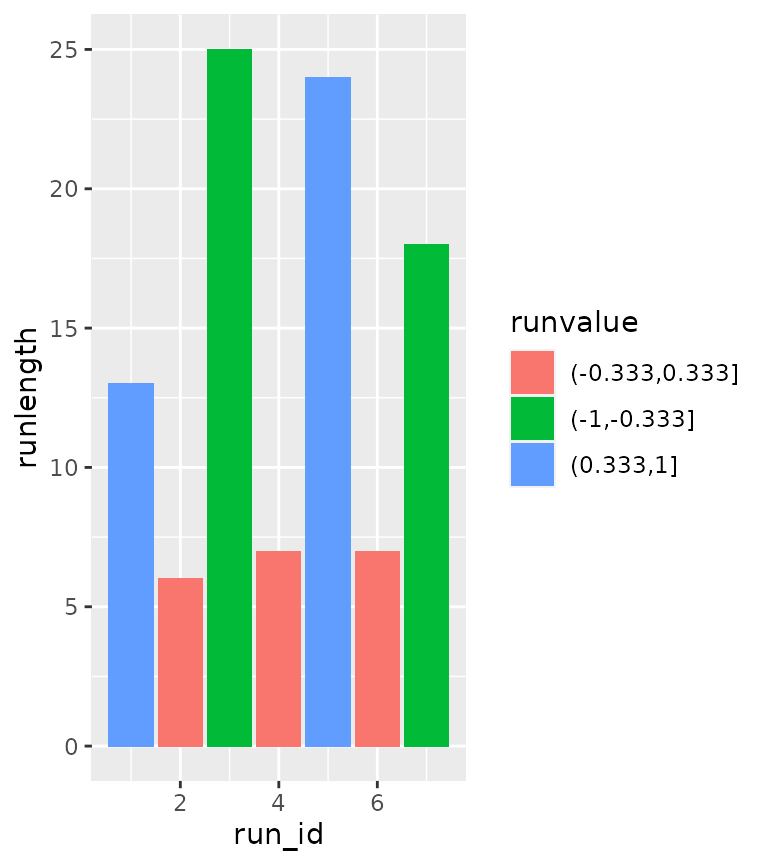 25
20
15
10
5
0
runlength
2 4 6
run_id
runvalue
(-0.333,0.333]
(-1,-0.333]
(0.333,1]